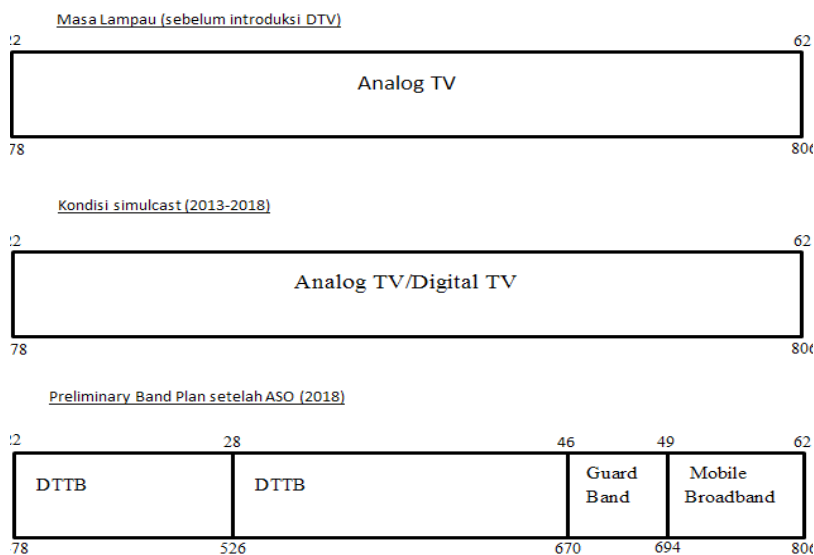 Masa Lampau (sebelum introduksi DTV)
22 62
Analog TV
78 806
Kondisi simulcast (2013-2018)
22 62
Analog TV/Digital TV
78 806
Preliminary Band Plan setelah ASO (2018)
22 28 46 49 62
DTTB DTTB Guard Band Mobile Broadband
78 526 670 694 806